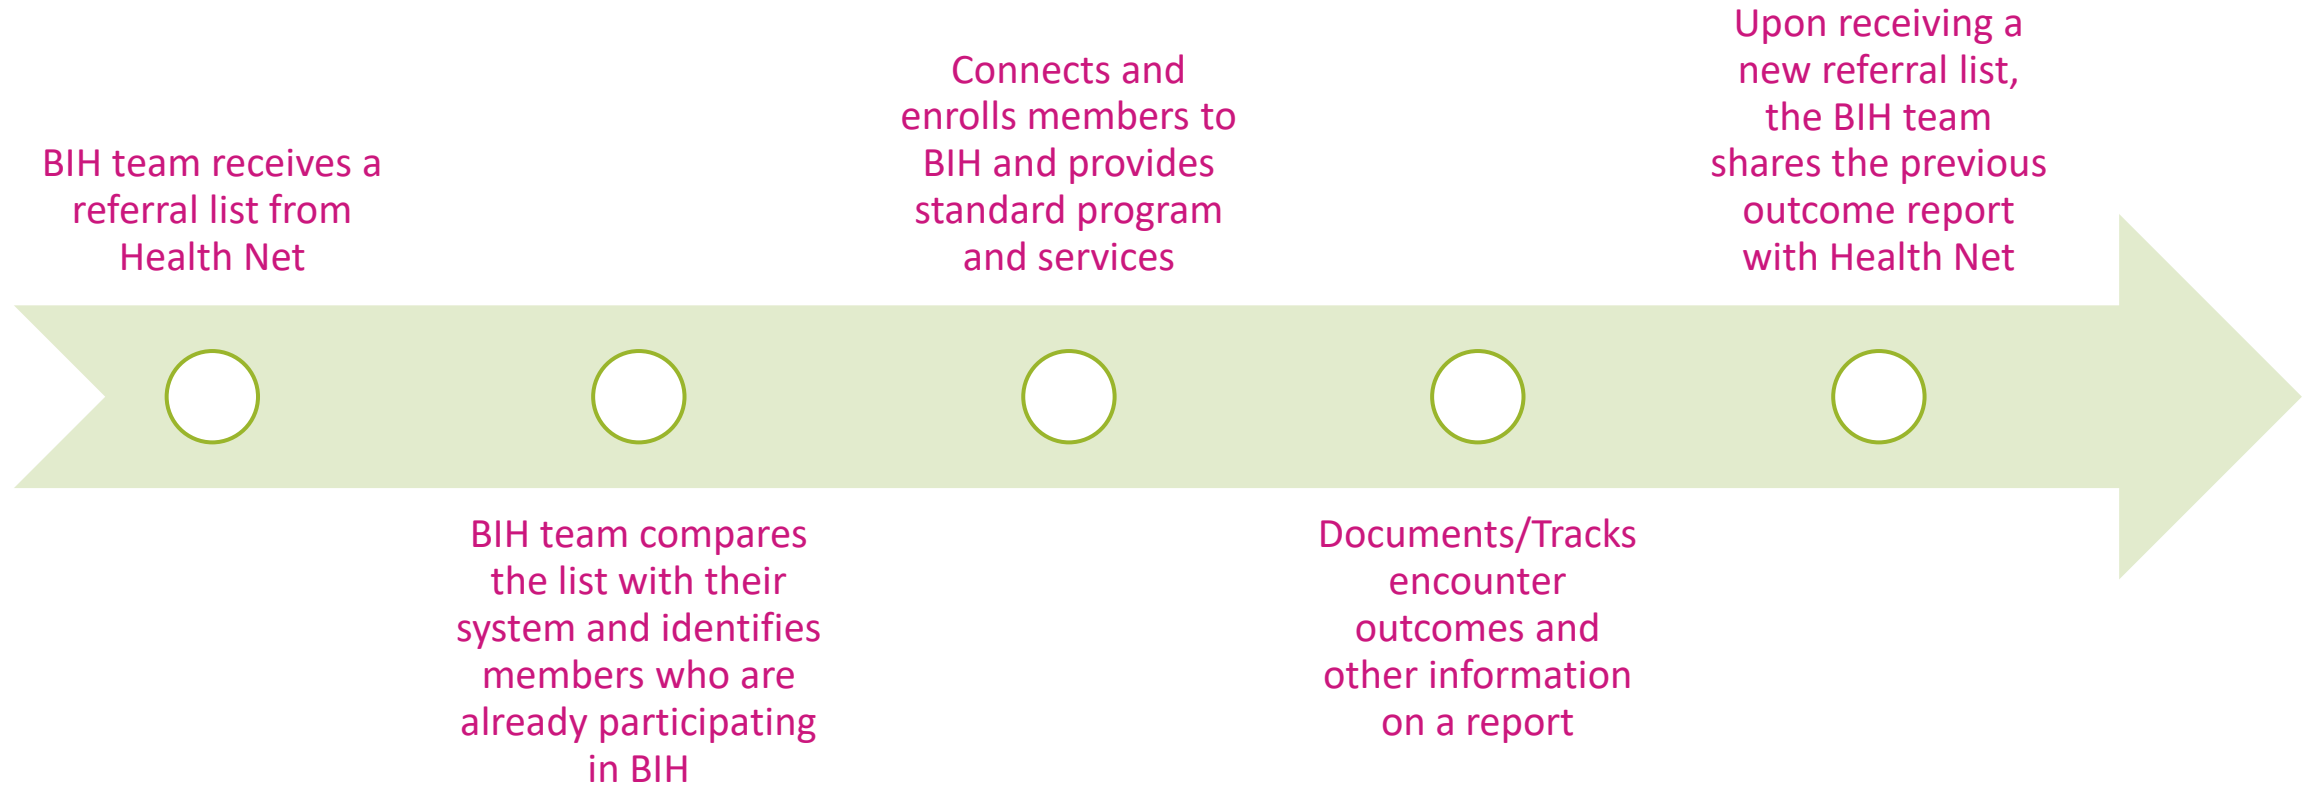 BIH team receives a
referral list from
Health Net
BIH team compares
the list with their
system and identifies
members who are
already participating
in BIH
Connects and
enrolls members to
BIH and provides
standard program
and services
Documents/Tracks
encounter
outcomes and
other information
on a report
Upon receiving a
new referral list,
the BIH team
shares the previous
outcome report
with Health Net